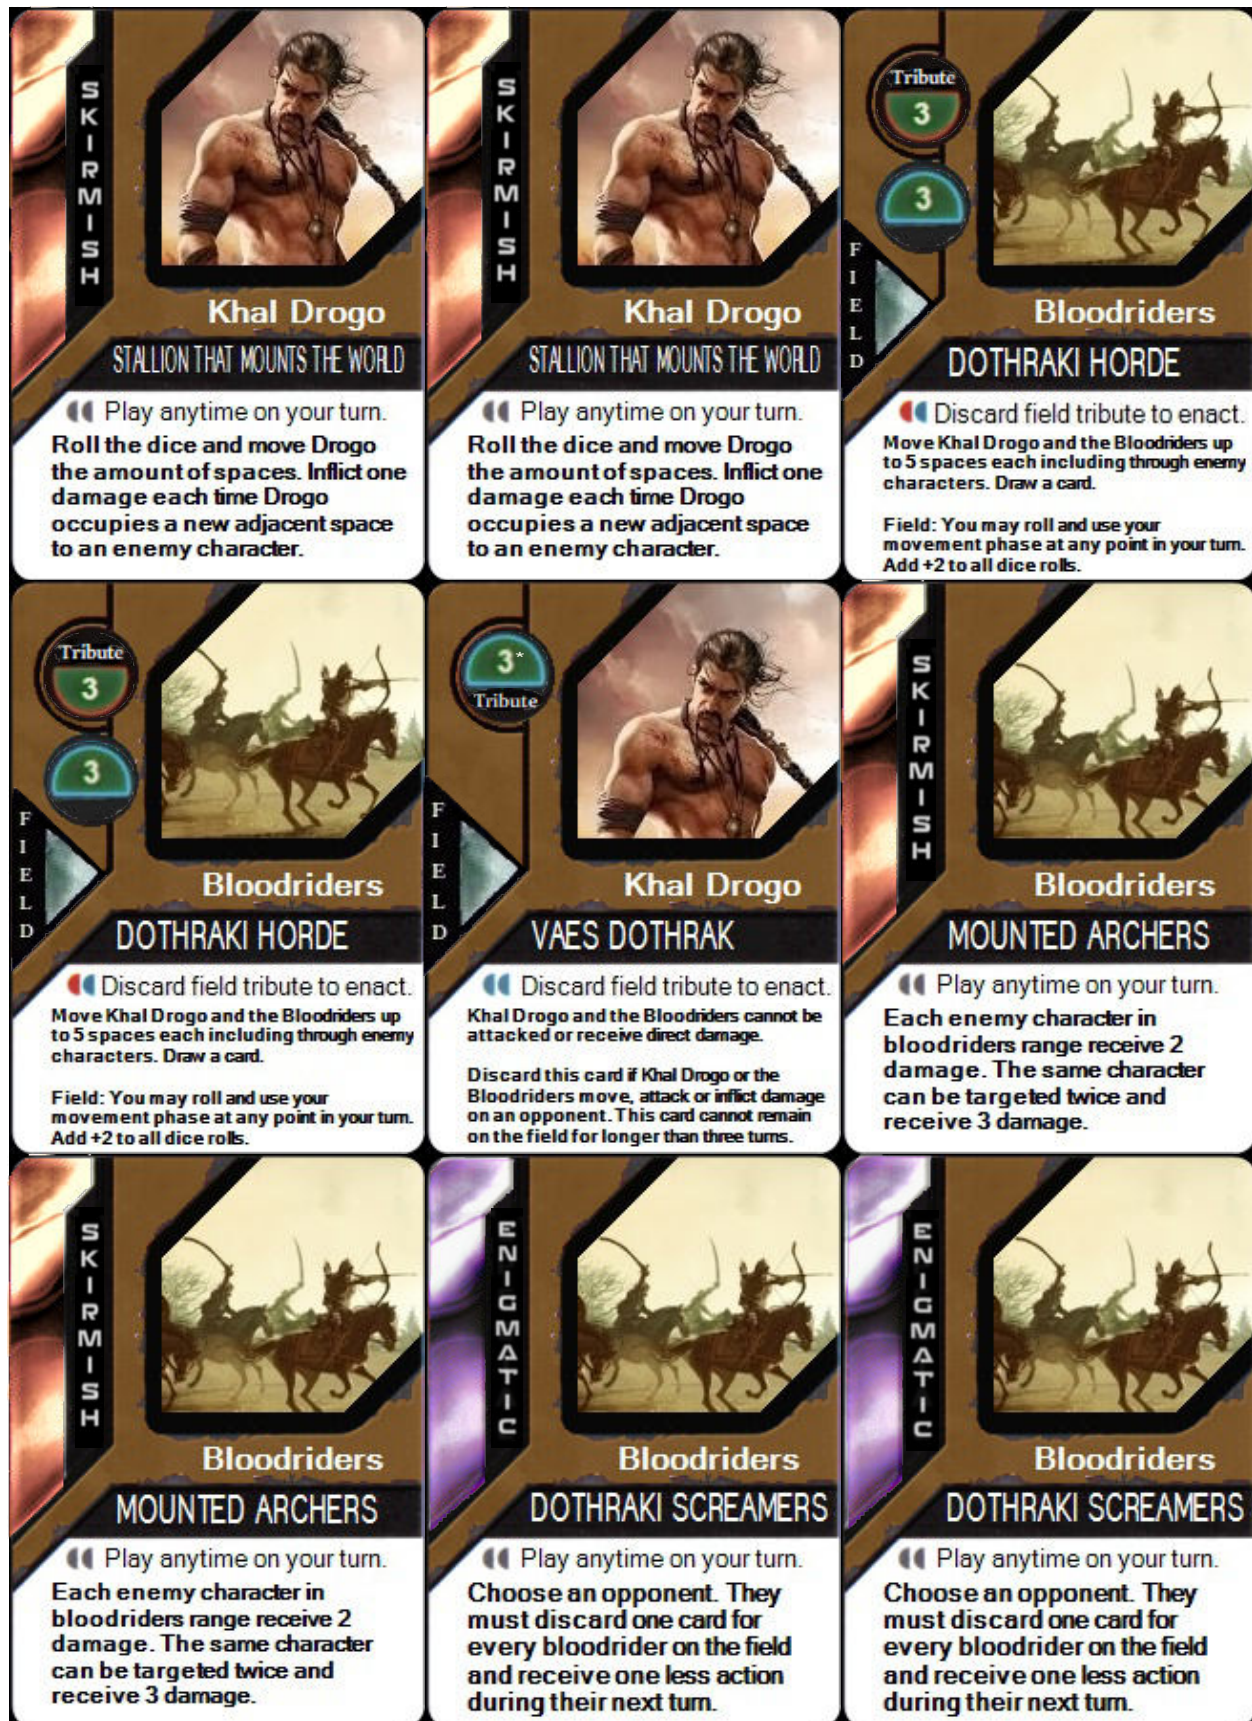 SKIRMISH
Khal Drogo
STALLION THAT MOUNTS THE WORLD
Play anytime on your turn.
Roll the dice and move Drogo
the amount of spaces. Inflict one
damage each time Drogo
occupies a new adjacent space
to an enemy character.
SKIRMISH
Khal Drogo
STALLION THAT MOUNTS THE WORLD
Play anytime on your turn.
Roll the dice and move Drogo
the amount of spaces. Inflict one
damage each time Drogo
occupies a new adjacent space
to an enemy character.
Tribute
3
3
FIELD
Bloodriders
DOTHRAKI HORDE
Discard field tribute to enact.
Move Khal Drogo and the Bloodriders up
to 5 spaces each including through enemy
characters. Draw a card.
Field: You may roll and use your
movement phase at any point in your turn.
Add +2 to all dice rolls.
Tribute
3
3
FIELD
Bloodriders
DOTHRAKI HORDE
Discard field tribute to enact.
Move Khal Drogo and the Bloodriders up
to 5 spaces each including through enemy
characters. Draw a card.
Field: You may roll and use your
movement phase at any point in your turn.
Add +2 to all dice rolls.
3*
Tribute
FIELD
Khal Drogo
VAES DOTHRAK
Discard field tribute to enact.
Khal Drogo and the Bloodriders cannot be
attacked or receive direct damage.
Discard this card if Khal Drogo or the
Bloodriders move, attack or inflict damage
on an opponent. This card cannot remain
on the field for longer than three turns.
SKIRMISH
Bloodriders
MOUNTED ARCHERS
Play anytime on your turn.
Each enemy character in
bloodriders range receive 2
damage. The same character
can be targeted twice and
receive 3 damage.
SKIRMISH
Bloodriders
MOUNTED ARCHERS
Play anytime on your turn.
Each enemy character in
bloodriders range receive 2
damage. The same character
can be targeted twice and
receive 3 damage.
ENIGMATIC
Bloodriders
DOTHRAKI SCREAMERS
Play anytime on your turn.
Choose an opponent. They
must discard one card for
every bloodrider on the field
and receive one less action
during their next turn.
ENIGMATIC
Bloodriders
DOTHRAKI SCREAMERS
Play anytime on your turn.
Choose an opponent. They
must discard one card for
every bloodrider on the field
and receive one less action
during their next turn.